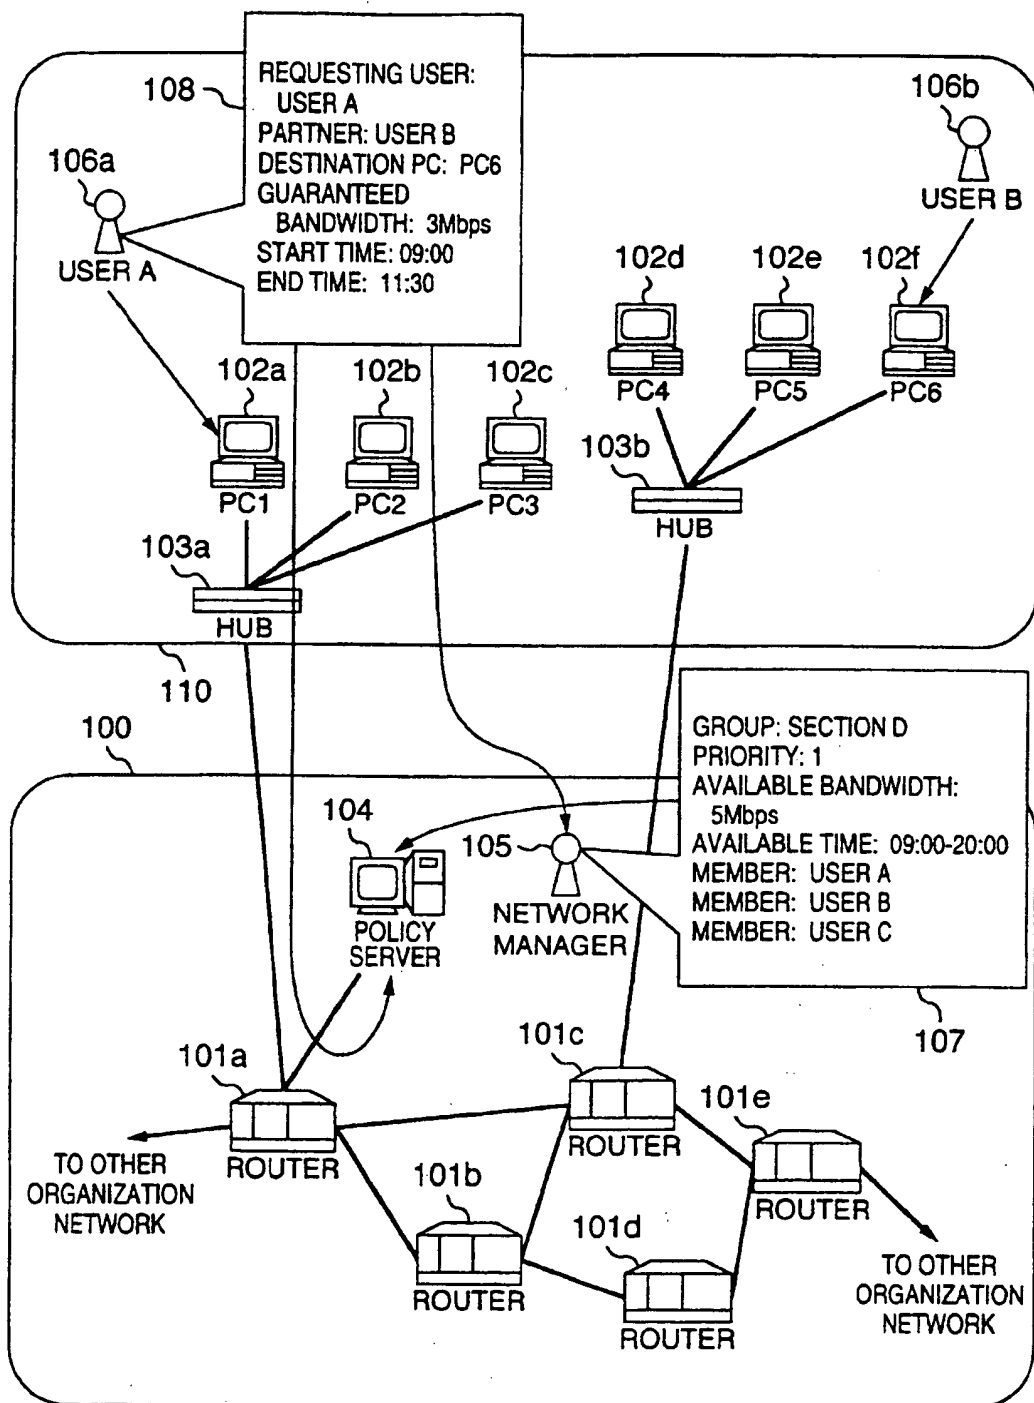 108
REQUESTING USER:
USER A
PARTNER: USER B
DESTINATION PC: PC6
GUARANTEED
BANDWIDTH: 3Mbps
START TIME: 09:00
END TIME: 11:30
106a
USER A
106b
USER B
102d
102e
102f
PC4
PC5
PC6
102a
102b
102c
PC1
PC2
PC3
103b
HUB
103a
HUB
110
100
GROUP: SECTION D
PRIORITY: 1
AVAILABLE BANDWIDTH:
5Mbps
AVAILABLE TIME: 09:00-20:00
MEMBER: USER A
MEMBER: USER B
MEMBER: USER C
107
104
POLICY
SERVER
105
NETWORK
MANAGER
101a
ROUTER
101c
ROUTER
101e
ROUTER
101b
ROUTER
101d
ROUTER
TO OTHER
ORGANIZATION
NETWORK
TO OTHER
ORGANIZATION
NETWORK